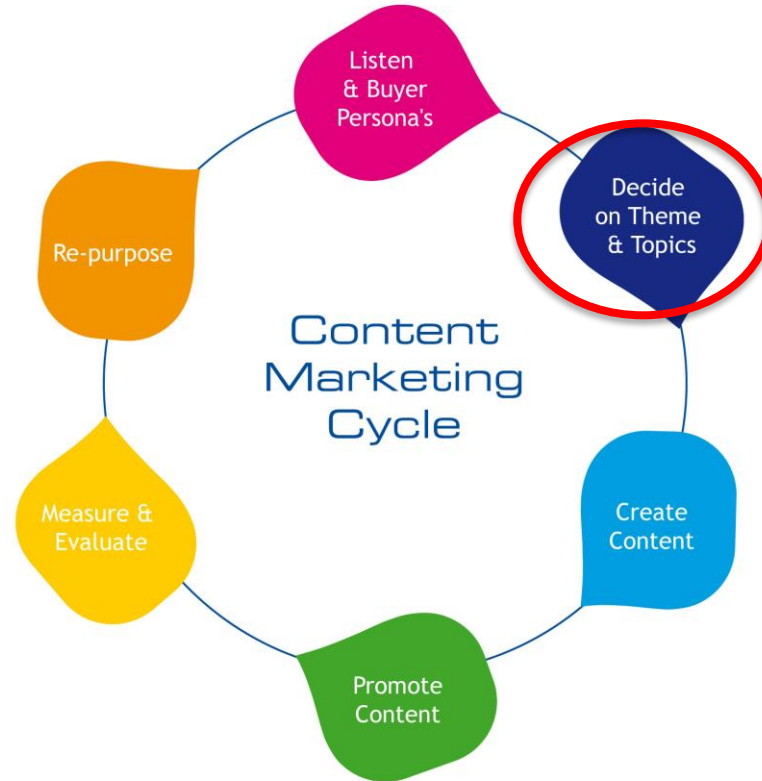 Listen
& Buyer
Persona's
Decide
on Theme
& Topics
Re-purpose
Content
Marketing
Cycle
Measure &
Evaluate
Create
Content
Promote
Content